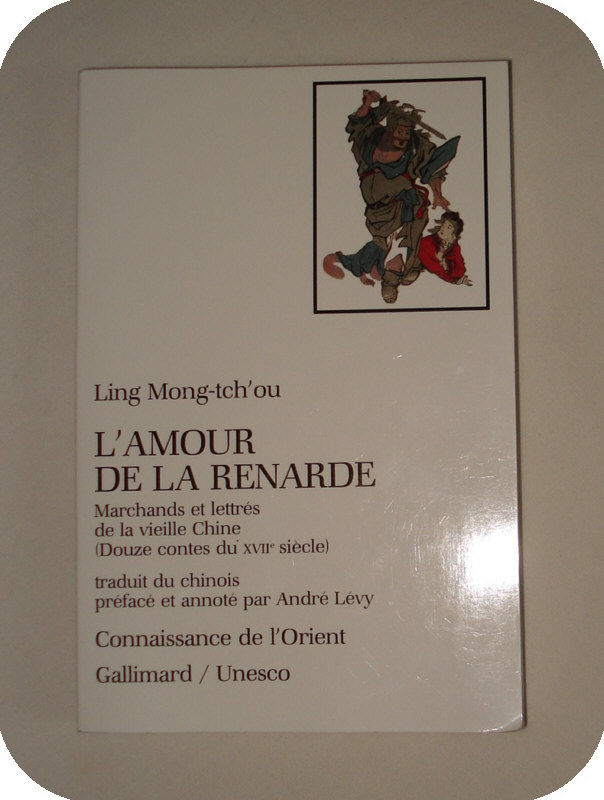 Ling Mong-tch'ou
L'AMOUR
DE LA RENARDE
Marchands et lettrés
de la vieille Chine
(Douze contes du XVIIe siècle)
traduit du chinois
préfacé et annoté par André Lévy
Connaissance de l'Orient
Gallimard / Unesco